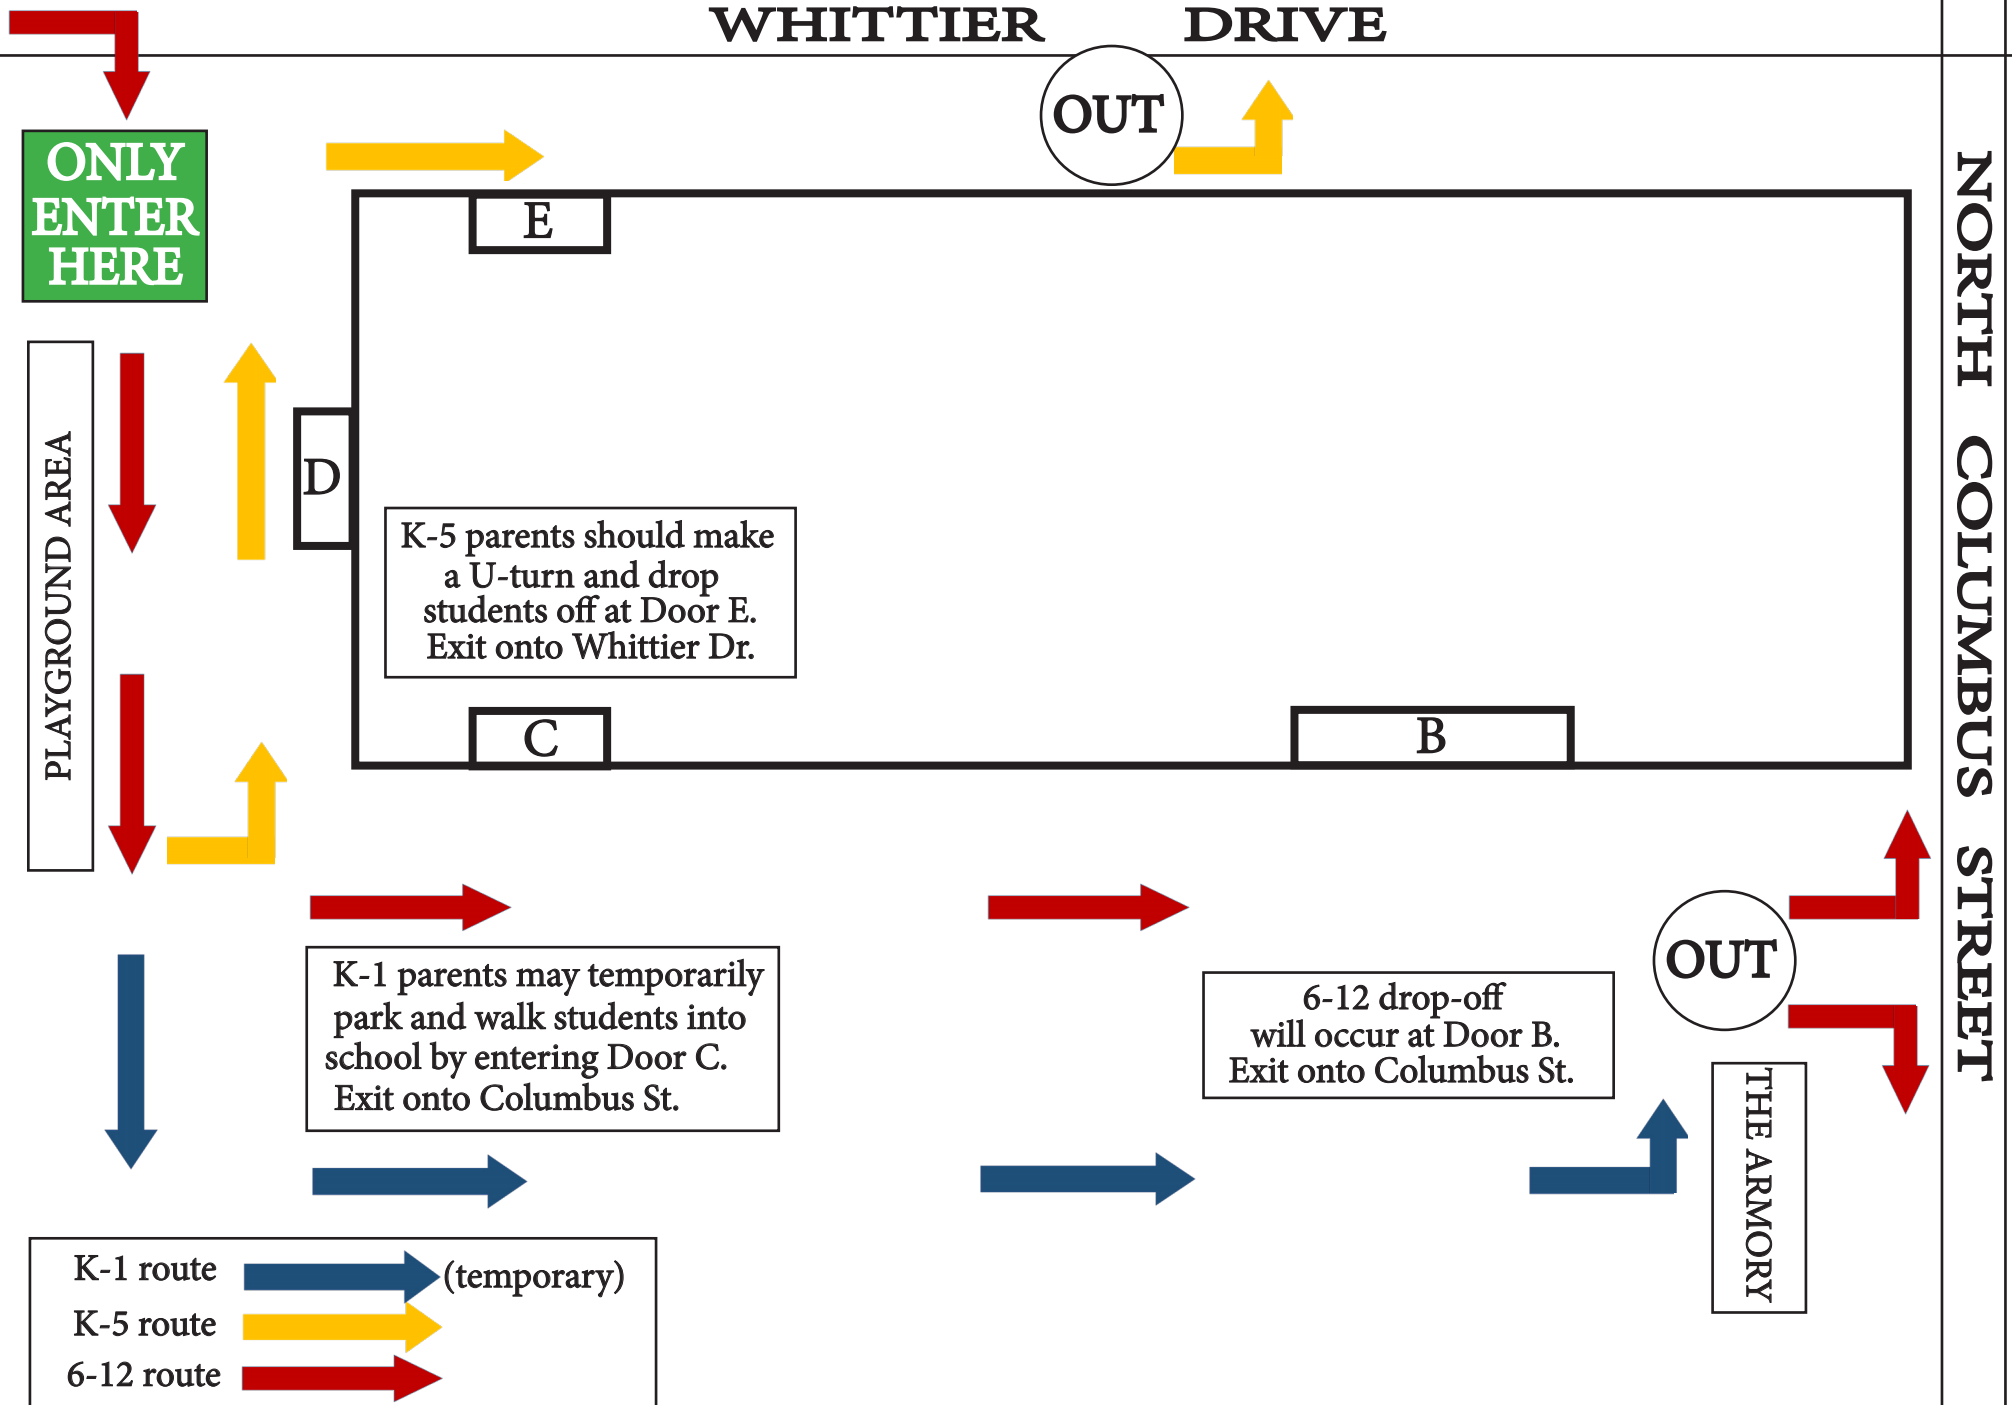 WHITTIER DRIVE
OUT
ONLY
ENTER
HERE
E
NORTH COLUMBUS STREET
PLAYGROUND AREA
D
K-5 parents should make
a U-turn and drop
students off at Door E.
Exit onto Whittier Dr.
C
B
K-1 parents may temporarily
park and walk students into
school by entering Door C.
Exit onto Columbus St.
6-12 drop-off
will occur at Door B.
Exit onto Columbus St.
OUT
THE ARMORY
K-1 route (temporary)
K-5 route
6-12 route